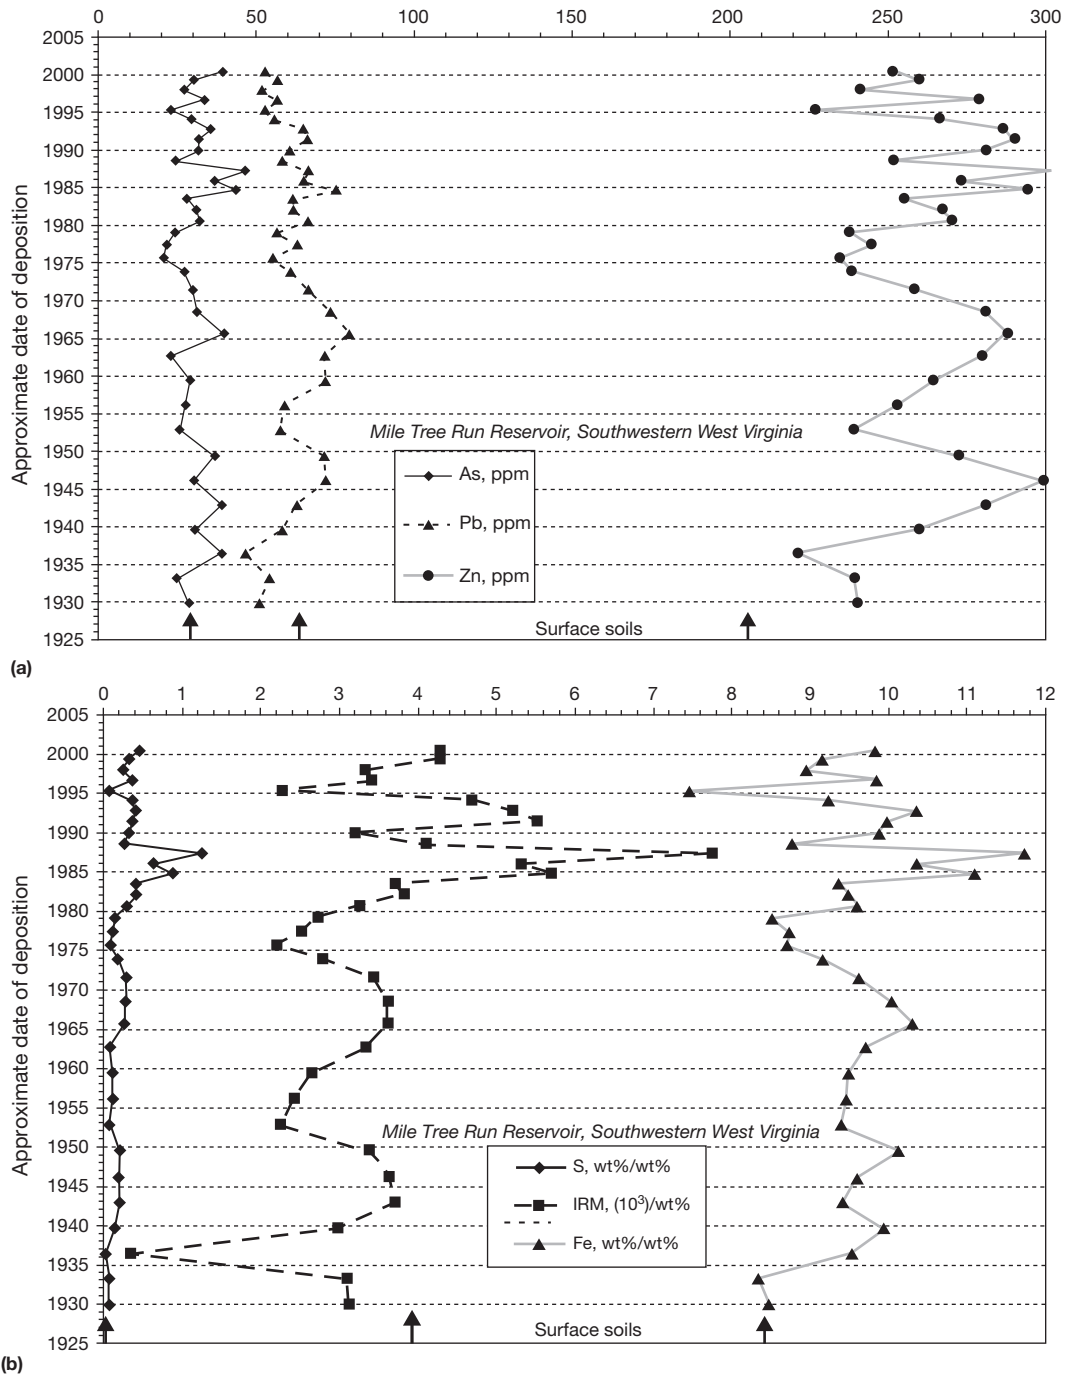 0 50 100 150 200 250 300
2005
2000
1995
1990
1985
1980
1975
1970
1965
1960
1955
1950
1945
1940
1935
1930
1925
Approximate date of deposition
Mile Tree Run Reservoir, Southwestern West Virginia
As, ppm
Pb, ppm
Zn, ppm
Surface soils
(a)
0 1 2 3 4 5 6 7 8 9 10 11 12
2005
2000
1995
1990
1985
1980
1975
1970
1965
1960
1955
1950
1945
1940
1935
1930
1925
Approximate date of deposition
Mile Tree Run Reservoir, Southwestern West Virginia
S, wt%/wt%
IRM, (10³)/wt%
Fe, wt%/wt%
Surface soils
(b)